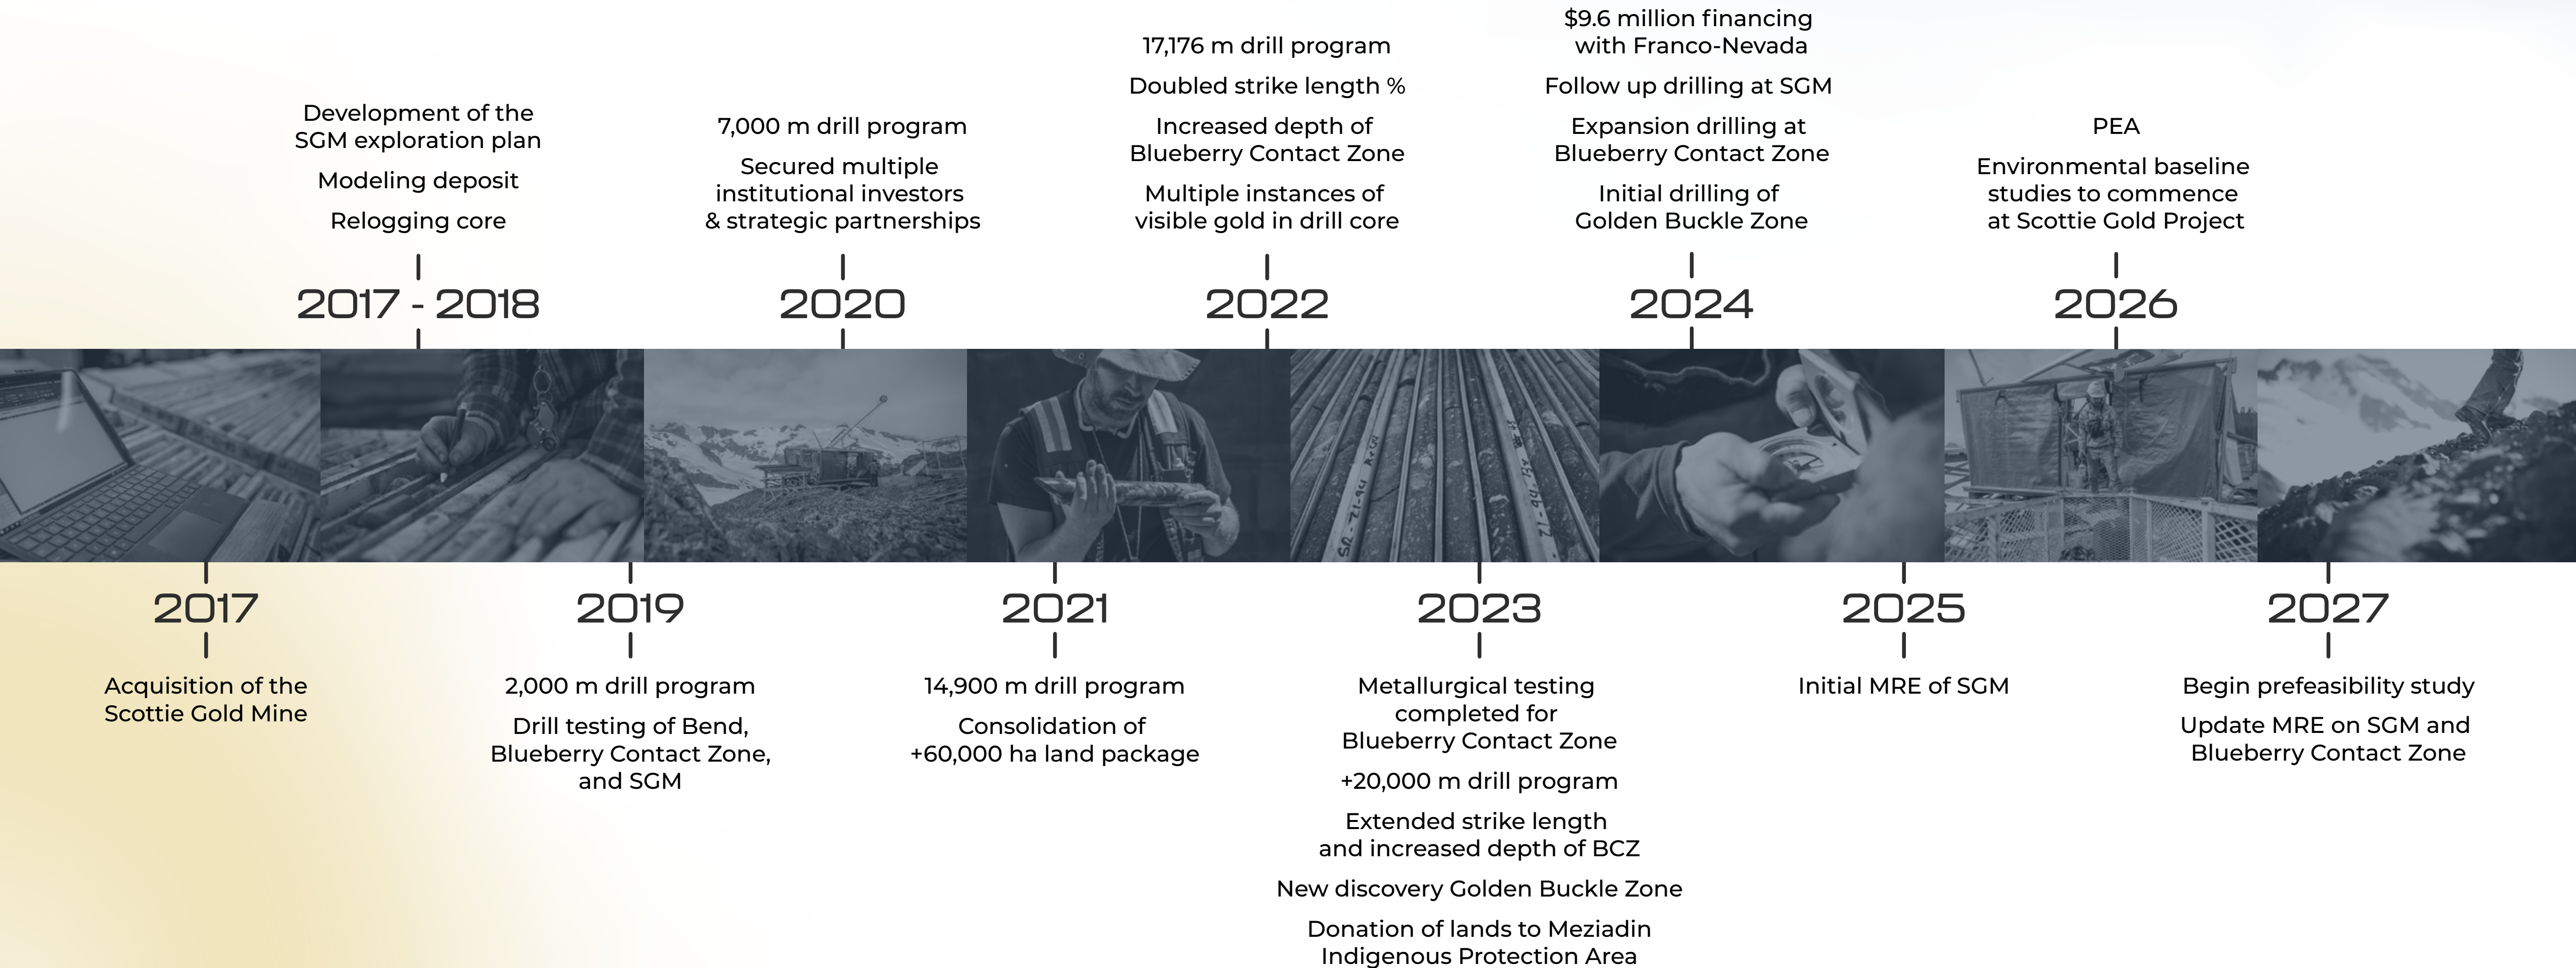 Development of the
SGM exploration plan
Modeling deposit
Relogging core
2017 - 2018
7,000 m drill program
Secured multiple
institutional investors
& strategic partnerships
2020
17,176 m drill program
Doubled strike length %
Increased depth of
Blueberry Contact Zone
Multiple instances of
visible gold in drill core
2022
$9.6 million financing
with Franco-Nevada
Follow up drilling at SGM
Expansion drilling at
Blueberry Contact Zone
Initial drilling of
Golden Buckle Zone
2024
PEA
Environmental baseline
studies to commence
at Scottie Gold Project
2026
2017
Acquisition of the
Scottie Gold Mine
2019
2,000 m drill program
Drill testing of Bend,
Blueberry Contact Zone,
and SGM
2021
14,900 m drill program
Consolidation of
+60,000 ha land package
2023
Metallurgical testing
completed for
Blueberry Contact Zone
+20,000 m drill program
Extended strike length
and increased depth of BCZ
New discovery Golden Buckle Zone
Donation of lands to Meziadin
Indigenous Protection Area
2025
Initial MRE of SGM
2027
Begin prefeasibility study
Update MRE on SGM and
Blueberry Contact Zone